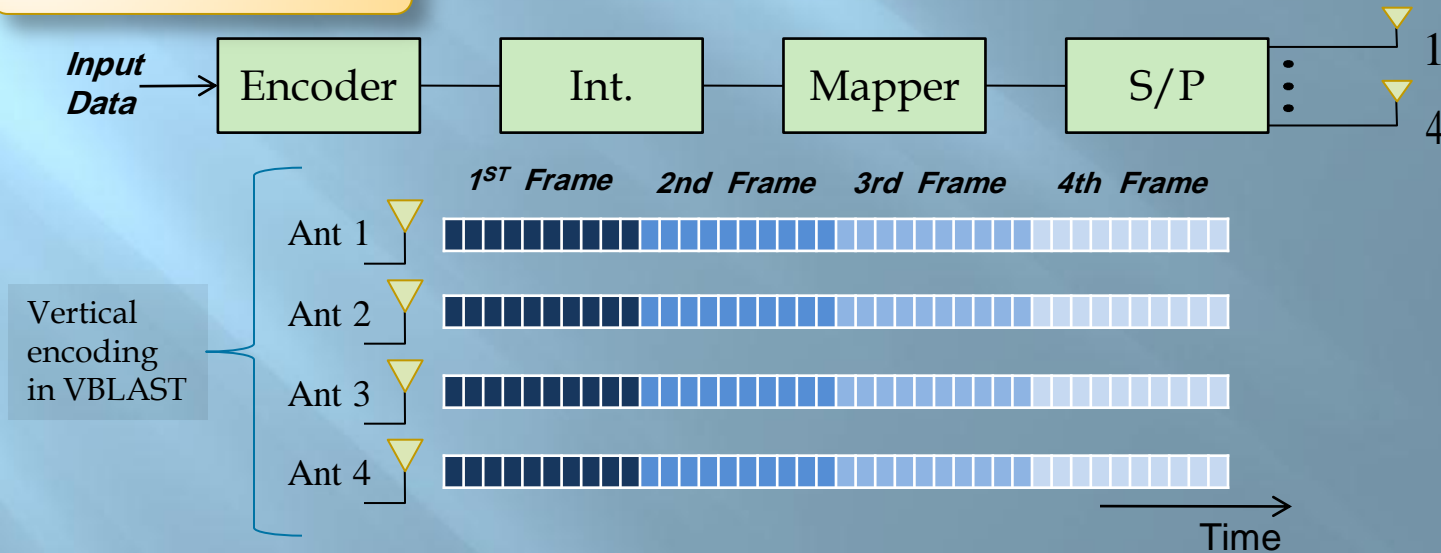 Input
Data
Encoder
Int.
Mapper
S/P
1
4
1ST Frame 2nd Frame 3rd Frame 4th Frame
Ant 1
Ant 2
Ant 3
Ant 4
Vertical
encoding
in VBLAST
Time